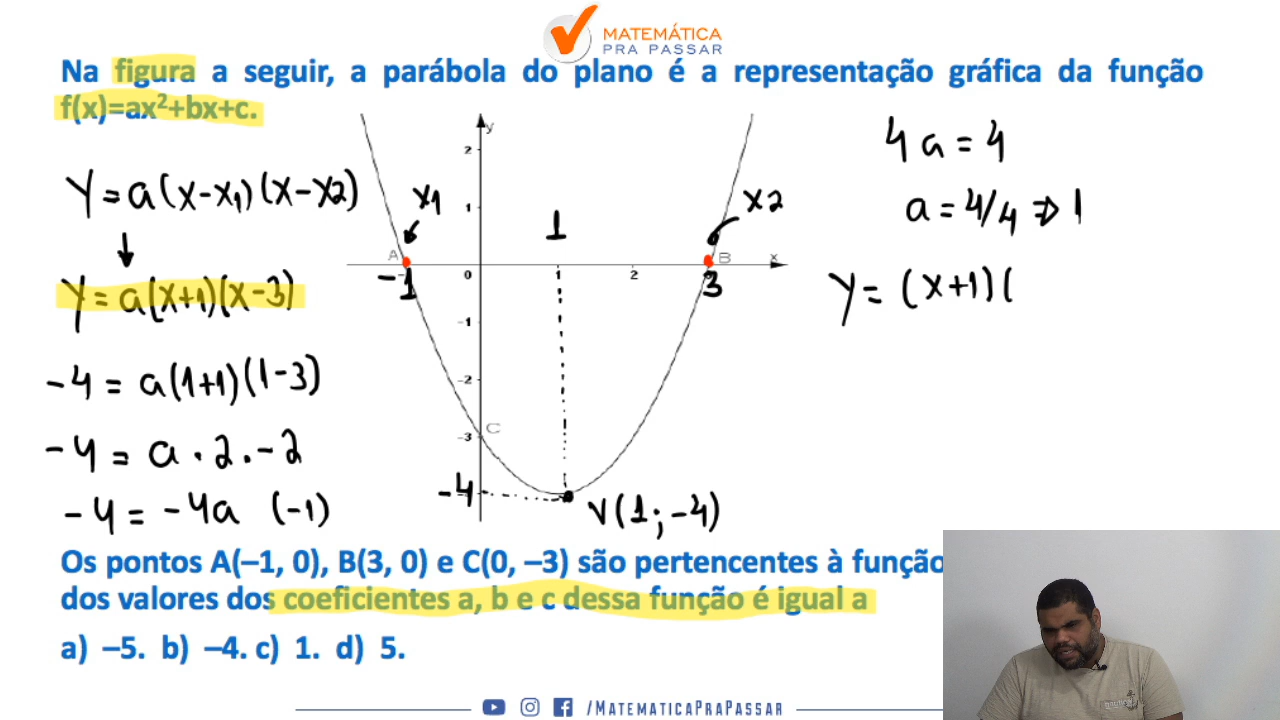 MATEMÁTICA
PRA PASSAR
Na figura a seguir, a parábola do plano é a representação gráfica da função
f(x)=ax²+bx+c.
Y = a(x-x1)(x-x2)
Y = a(x+1)(x-3)
-4 = a(1+1)(1-3)
-4 = a . 2 . -2
-4 = -4a (-1)
y
2
1
x1
x2
1
A
B
x
-1
0
1
2
3
-1
-2
-3
C
-4
V(1; -4)
4a = 4
a = 4/4 ⇒ 1
Y = (x+1)(
Os pontos A(–1, 0), B(3, 0) e C(0, –3) são pertencentes à função
dos valores dos coeficientes a, b e c dessa função é igual a
a) –5. b) –4. c) 1. d) 5.
/MATEMATICAPRAPASSAR